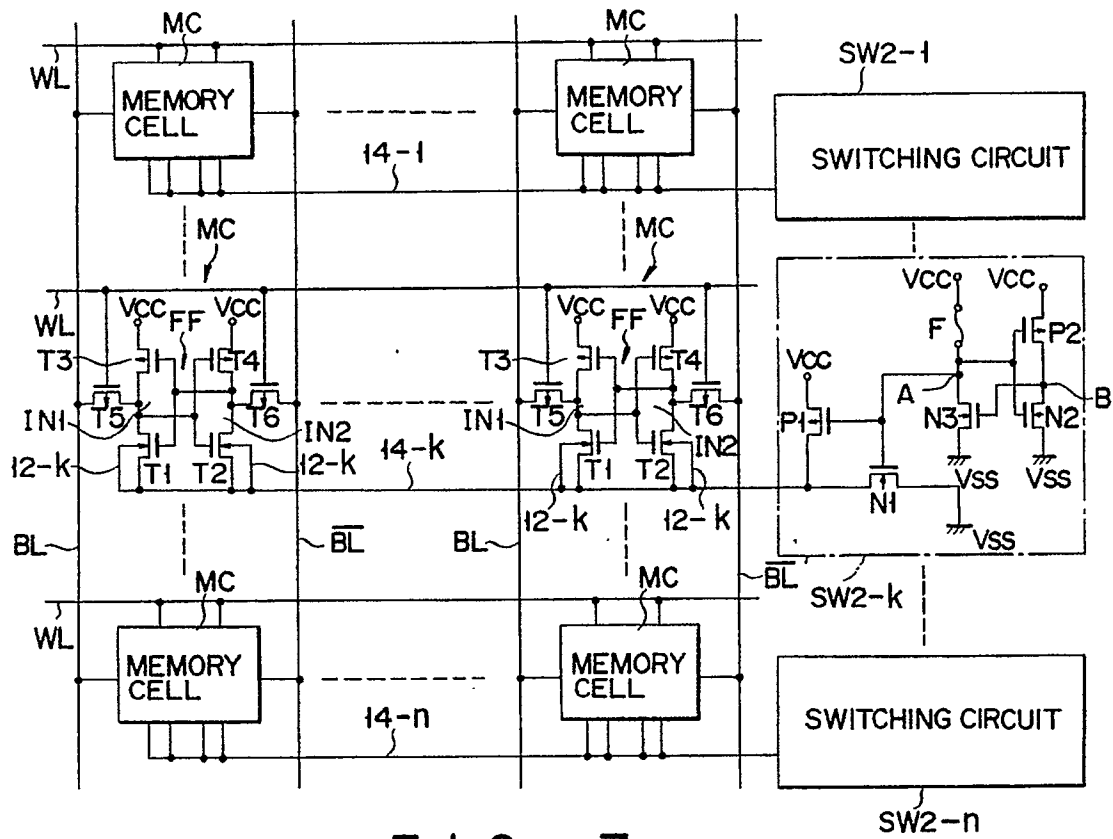 MC
MC
SW2-1
WL
MEMORY
CELL
MEMORY
CELL
SWITCHING CIRCUIT
14-1
MC
MC
WL
VCC
VCC
FF
T3
T4
T5
T6
IN1
IN2
12-k
T1
T2
12-k
14-k
VCC
VCC
FF
T3
T4
T5
T6
IN1
IN2
T1
T2
12-k
12-k
VCC
VCC
F
P2
VCC
A
B
P1
N3
N2
VSS
VSS
N1
VSS
SW2-k
BL
B̅L̅
BL
B̅L̅
MC
MC
WL
MEMORY
CELL
MEMORY
CELL
SWITCHING CIRCUIT
14-n
SW2-n